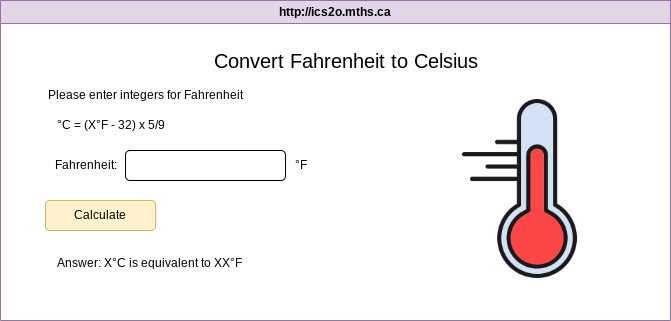 http://ics2o.mths.ca
Convert Fahrenheit to Celsius
Please enter integers for Fahrenheit
°C = (X°F - 32) x 5/9
Fahrenheit: °F
Calculate
Answer: X°C is equivalent to XX°F